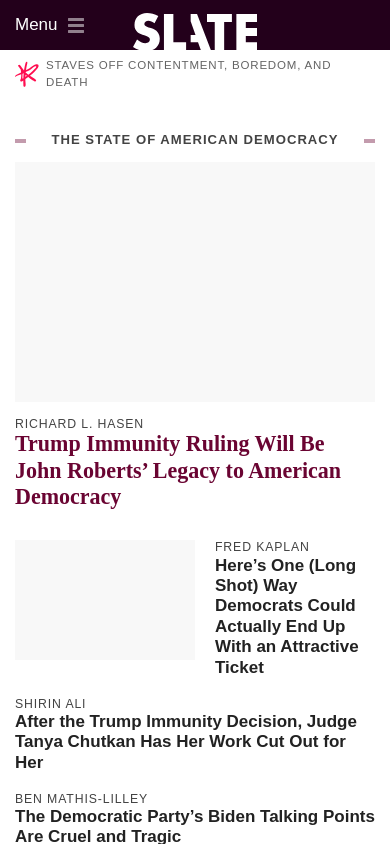 Menu
SLATE
STAVES OFF CONTENTMENT, BOREDOM, AND
DEATH
THE STATE OF AMERICAN DEMOCRACY
RICHARD L. HASEN
Trump Immunity Ruling Will Be
John Roberts’ Legacy to American
Democracy
FRED KAPLAN
Here’s One (Long
Shot) Way
Democrats Could
Actually End Up
With an Attractive
Ticket
SHIRIN ALI
After the Trump Immunity Decision, Judge
Tanya Chutkan Has Her Work Cut Out for
Her
BEN MATHIS-LILLEY
The Democratic Party’s Biden Talking Points
Are Cruel and Tragic